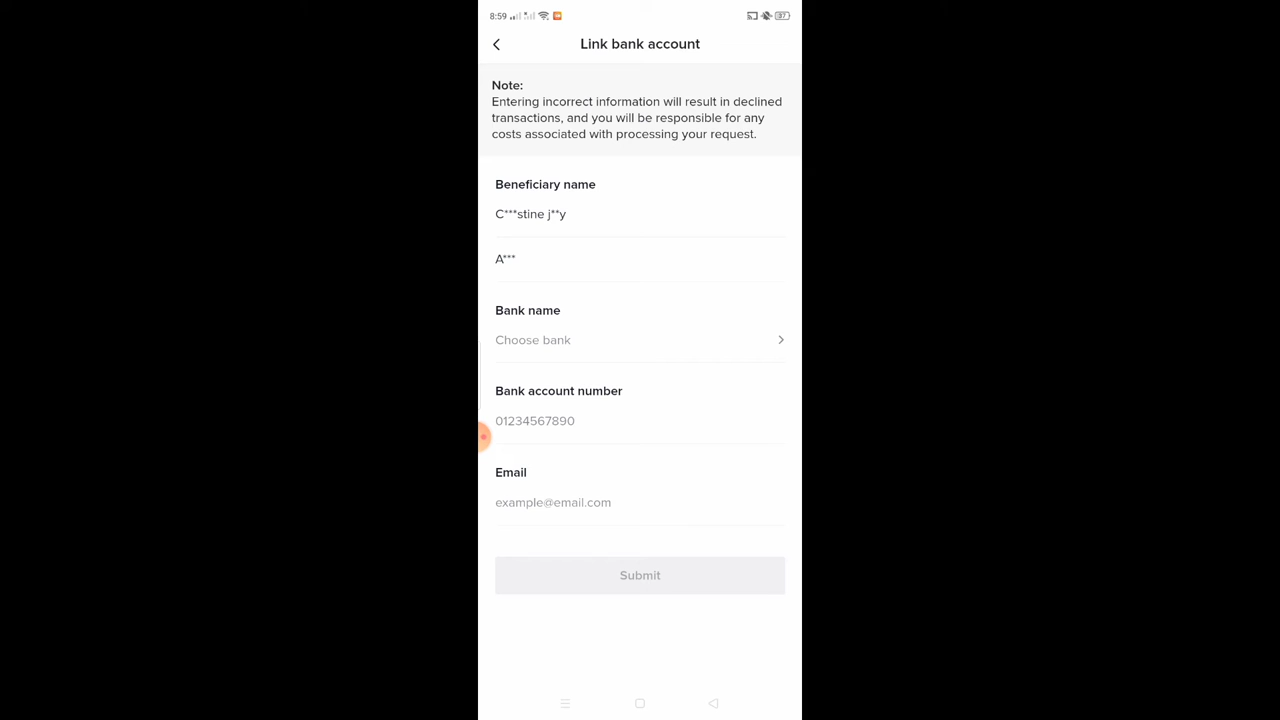 8:59
Link bank account
Note:
Entering incorrect information will result in declined
transactions, and you will be responsible for any
costs associated with processing your request.
Beneficiary name
C***stine j**y
A***
Bank name
Choose bank
Bank account number
01234567890
Email
example@email.com
Submit